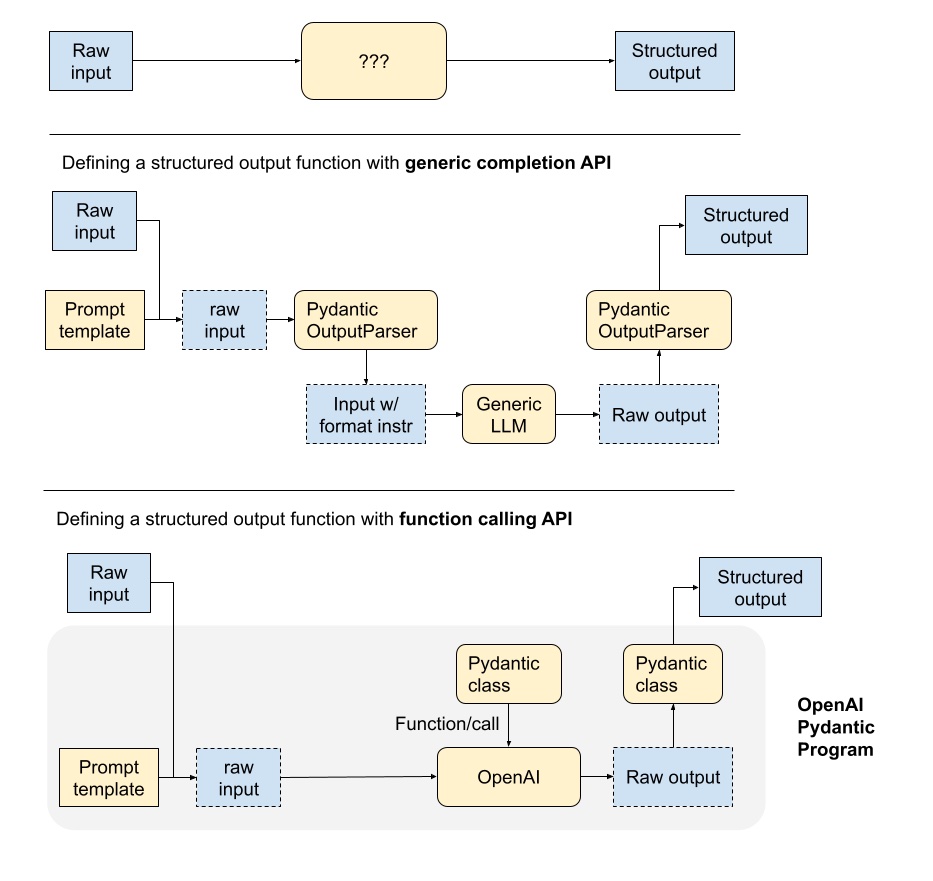 Raw
input
???
Structured
output
Defining a structured output function with generic completion API
Raw
input
Structured
output
Prompt
template
raw
input
Pydantic
OutputParser
Pydantic
OutputParser
Input w/
format instr
Generic
LLM
Raw output
Defining a structured output function with function calling API
Raw
input
Structured
output
Pydantic
class
Pydantic
class
OpenAI
Pydantic
Program
Function/call
Prompt
template
raw
input
OpenAI
Raw output